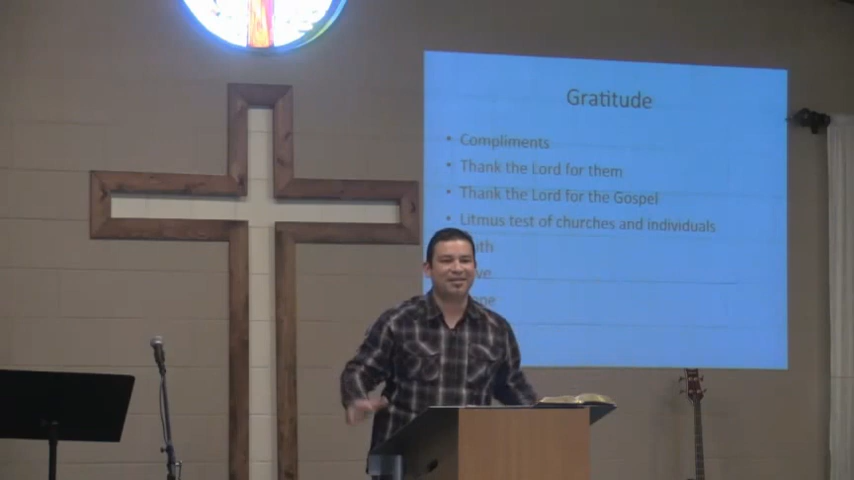 Gratitude
• Compliments
• Thank the Lord for them
• Thank the Lord for the Gospel
• Litmus test of churches and individuals